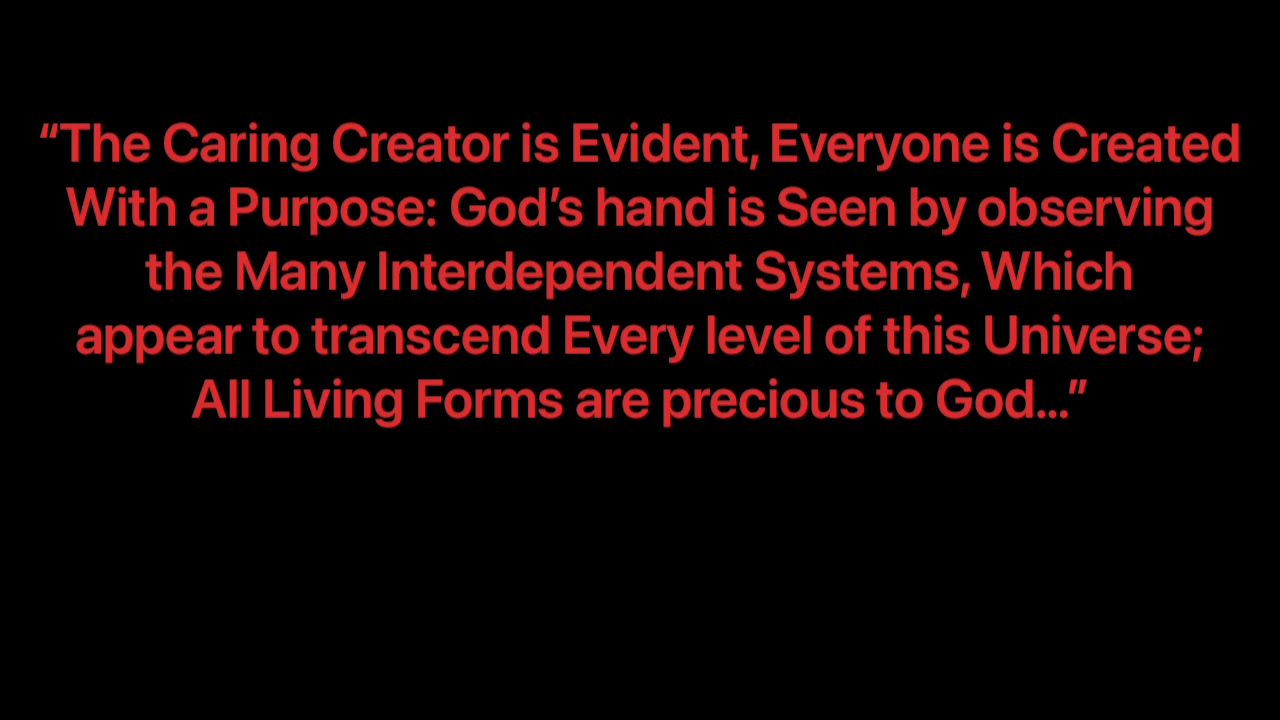 “The Caring Creator is Evident, Everyone is Created
With a Purpose: God’s hand is Seen by observing
the Many Interdependent Systems, Which
appear to transcend Every level of this Universe;
All Living Forms are precious to God...”